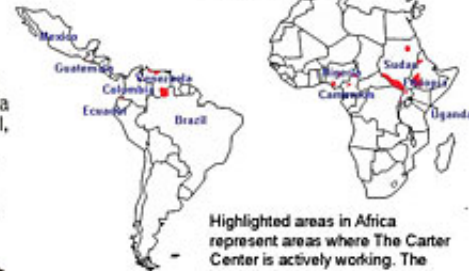 Mexico
Guatemala
Venezuela
Colombia
Ecuador
Brazil
a
l,
Nigeria
Cameroon
Sudan
Ethiopia
Uganda
Highlighted areas in Africa
represent areas where The Carter
Center is actively working. The